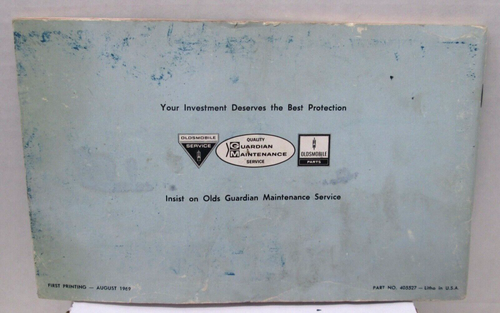 Your Investment Deserves the Best Protection
OLDSMOBILE
SERVICE
QUALITY
GUARDIAN
MAINTENANCE
SERVICE
OLDSMOBILE
PARTS
Insist on Olds Guardian Maintenance Service
FIRST PRINTING — AUGUST 1969
PART NO. 402527 — Litho in U.S.A